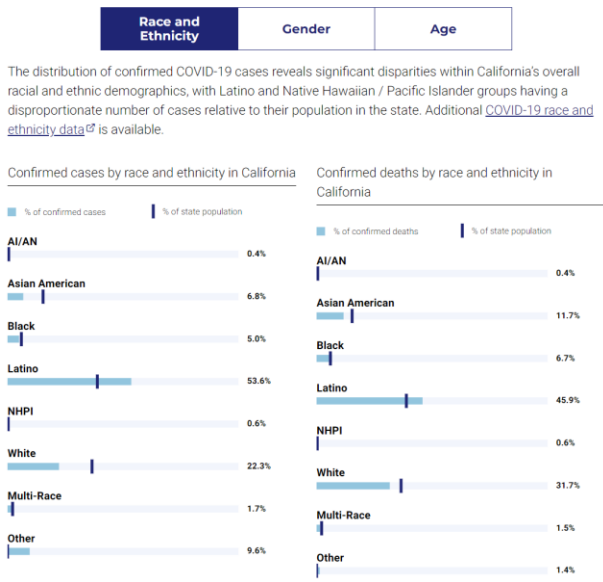 Race and
Ethnicity
Gender
Age
The distribution of confirmed COVID-19 cases reveals significant disparities within California's overall
racial and ethnic demographics, with Latino and Native Hawaiian / Pacific Islander groups having a
disproportionate number of cases relative to their population in the state. Additional COVID-19 race and
ethnicity data is available.
Confirmed cases by race and ethnicity in California
% of confirmed cases
% of state population
AI/AN
0.4%
Asian American
6.8%
Black
5.0%
Latino
53.6%
NHPI
0.6%
White
22.3%
Multi-Race
1.7%
Other
9.6%
Confirmed deaths by race and ethnicity in
California
% of confirmed deaths
% of state population
AI/AN
0.4%
Asian American
11.7%
Black
6.7%
Latino
45.9%
NHPI
0.6%
White
31.7%
Multi-Race
1.5%
Other
1.4%